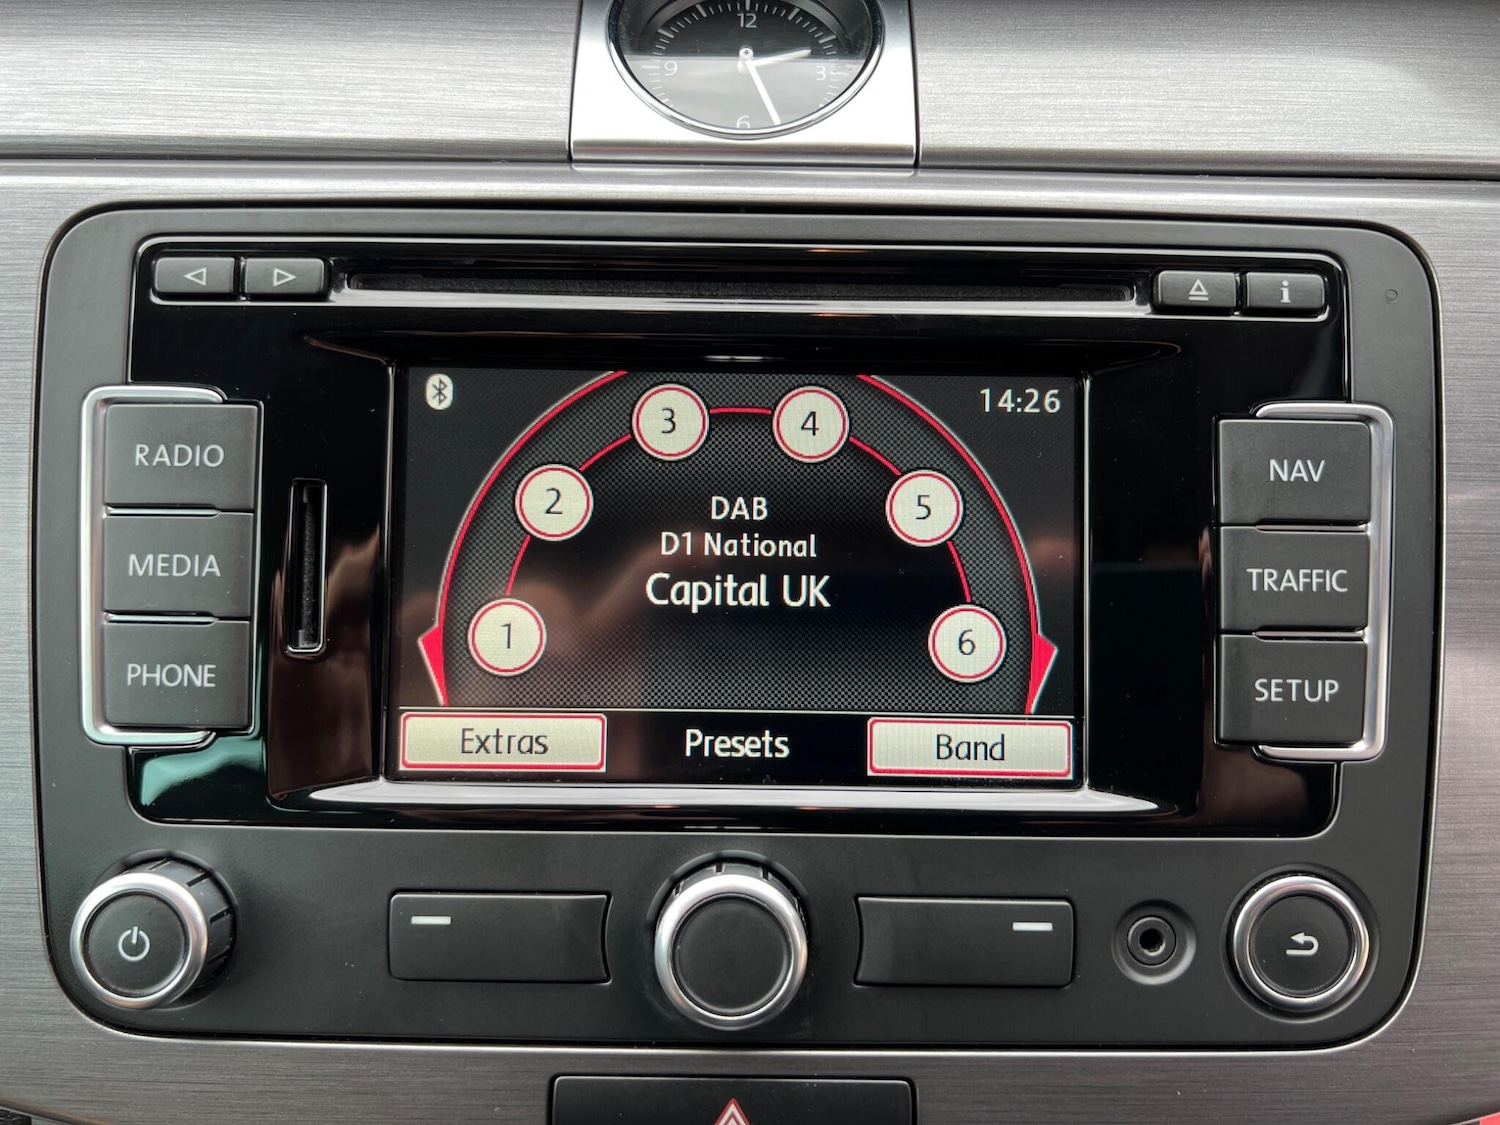 12
9
3
6
RADIO
MEDIA
PHONE
14:26
3
4
2
5
1
6
DAB
D1 National
Capital UK
Extras
Presets
Band
i
NAV
TRAFFIC
SETUP